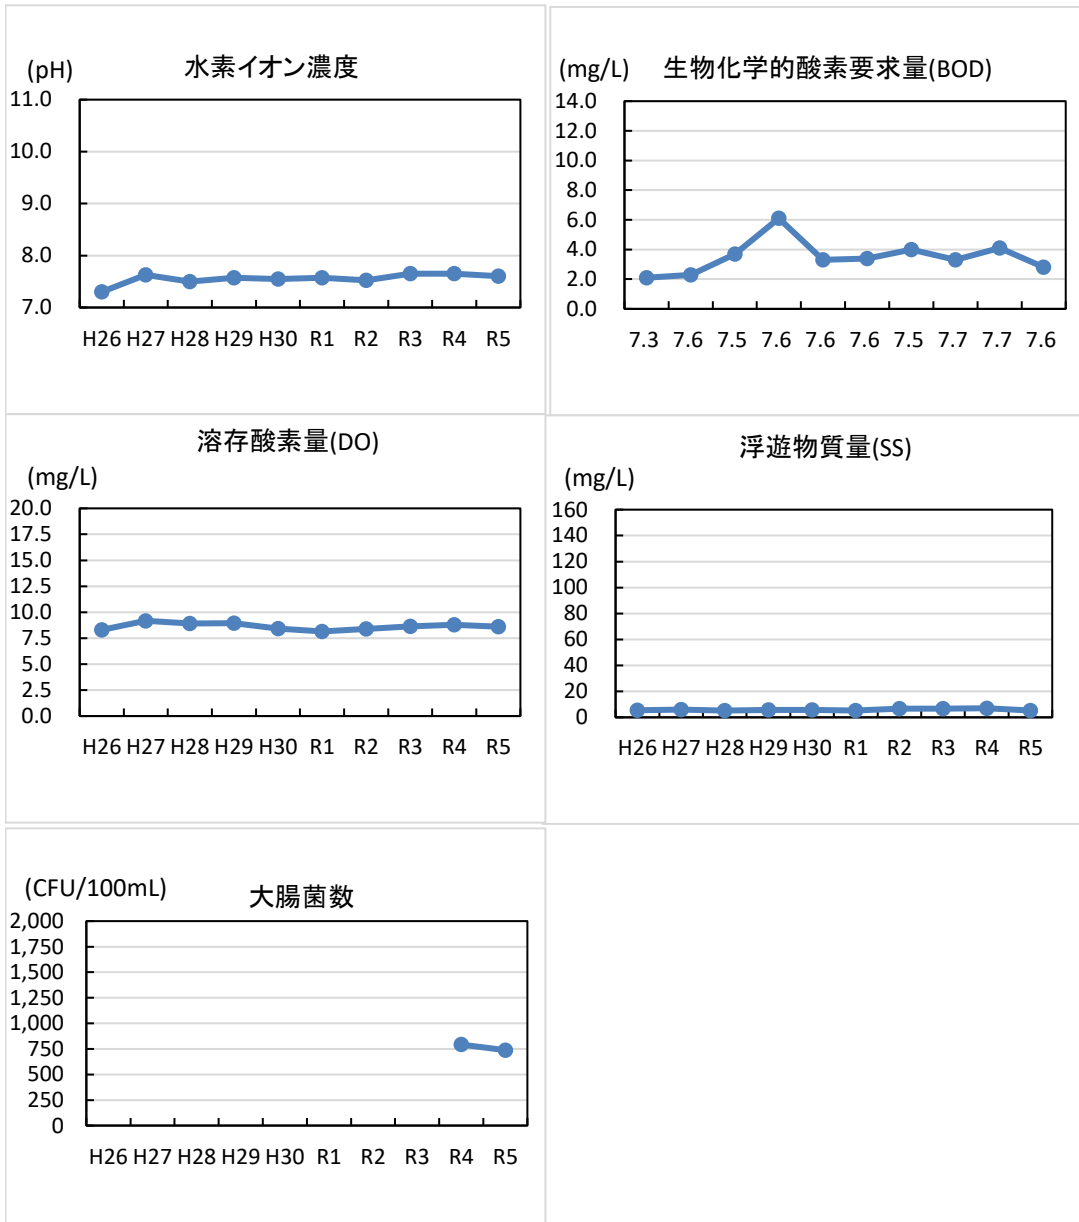 水素イオン濃度
(pH)
11.0
10.0
9.0
8.0
7.0
H26 H27 H28 H29 H30 R1 R2 R3 R4 R5
生物化学的酸素要求量(BOD)
(mg/L)
14.0
12.0
10.0
8.0
6.0
4.0
2.0
0.0
7.3 7.6 7.5 7.6 7.6 7.6 7.5 7.7 7.7 7.6
溶存酸素量(DO)
(mg/L)
20.0
17.5
15.0
12.5
10.0
7.5
5.0
2.5
0.0
H26 H27 H28 H29 H30 R1 R2 R3 R4 R5
浮遊物質量(SS)
(mg/L)
160
140
120
100
80
60
40
20
0
H26 H27 H28 H29 H30 R1 R2 R3 R4 R5
(CFU/100mL)
大腸菌数
2,000
1,750
1,500
1,250
1,000
750
500
250
0
H26 H27 H28 H29 H30 R1 R2 R3 R4 R5